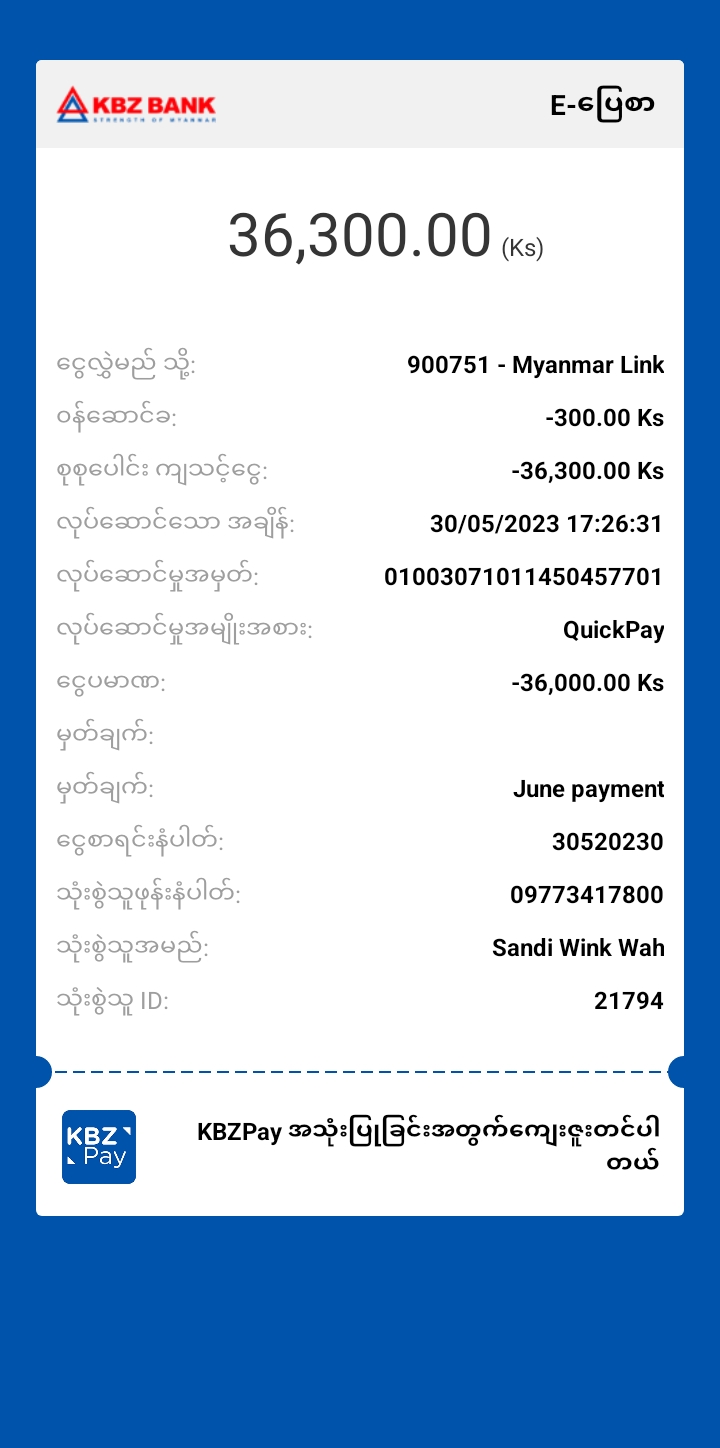 KBZ BANK
STRENGTH OF MYANMAR
E-ပြေစာ
36,300.00 (Ks)
ငွေလွှဲမည် သို့: 900751 - Myanmar Link
ဝန်ဆောင်ခ: -300.00 Ks
စုစုပေါင်း ကျသင့်ငွေ: -36,300.00 Ks
လုပ်ဆောင်သော အချိန်: 30/05/2023 17:26:31
လုပ်ဆောင်မှုအမှတ်: 01003071011450457701
လုပ်ဆောင်မှုအမျိုးအစား: QuickPay
ငွေပမာဏ: -36,000.00 Ks
မှတ်ချက်:
မှတ်ချက်: June payment
ငွေစာရင်းနံပါတ်: 30520230
သုံးစွဲသူဖုန်းနံပါတ်: 09773417800
သုံးစွဲသူအမည်: Sandi Wink Wah
သုံးစွဲသူ ID: 21794
KBZ
Pay
KBZPay အသုံးပြုခြင်းအတွက်ကျေးဇူးတင်ပါ
တယ်